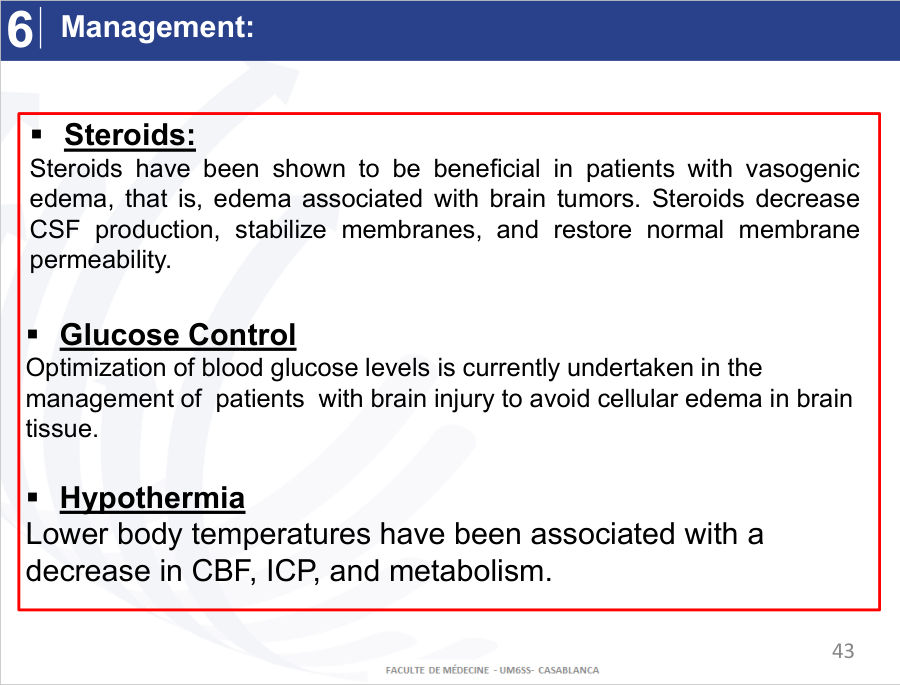 6 Management:
▪ Steroids:
Steroids have been shown to be beneficial in patients with vasogenic
edema, that is, edema associated with brain tumors. Steroids decrease
CSF production, stabilize membranes, and restore normal membrane
permeability.
▪ Glucose Control
Optimization of blood glucose levels is currently undertaken in the
management of patients with brain injury to avoid cellular edema in brain
tissue.
▪ Hypothermia
Lower body temperatures have been associated with a
decrease in CBF, ICP, and metabolism.
43
FACULTE DE MÉDECINE - UM6SS- CASABLANCA